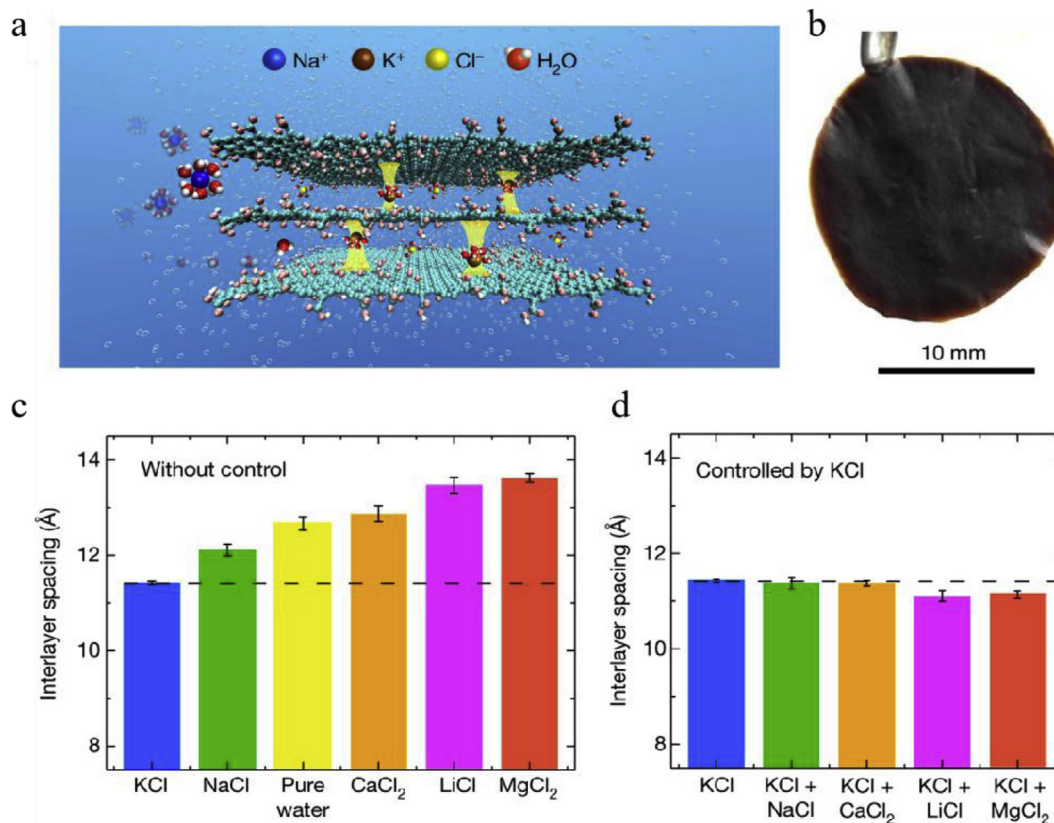 a
b
Na⁺ K⁺ Cl⁻ H₂O
10 mm
c
d
Without control
Interlayer spacing (Å)
14
12
10
8
KCl NaCl Pure water CaCl₂ LiCl MgCl₂
Controlled by KCl
Interlayer spacing (Å)
14
12
10
8
KCl KCl + NaCl KCl + CaCl₂ KCl + LiCl KCl + MgCl₂